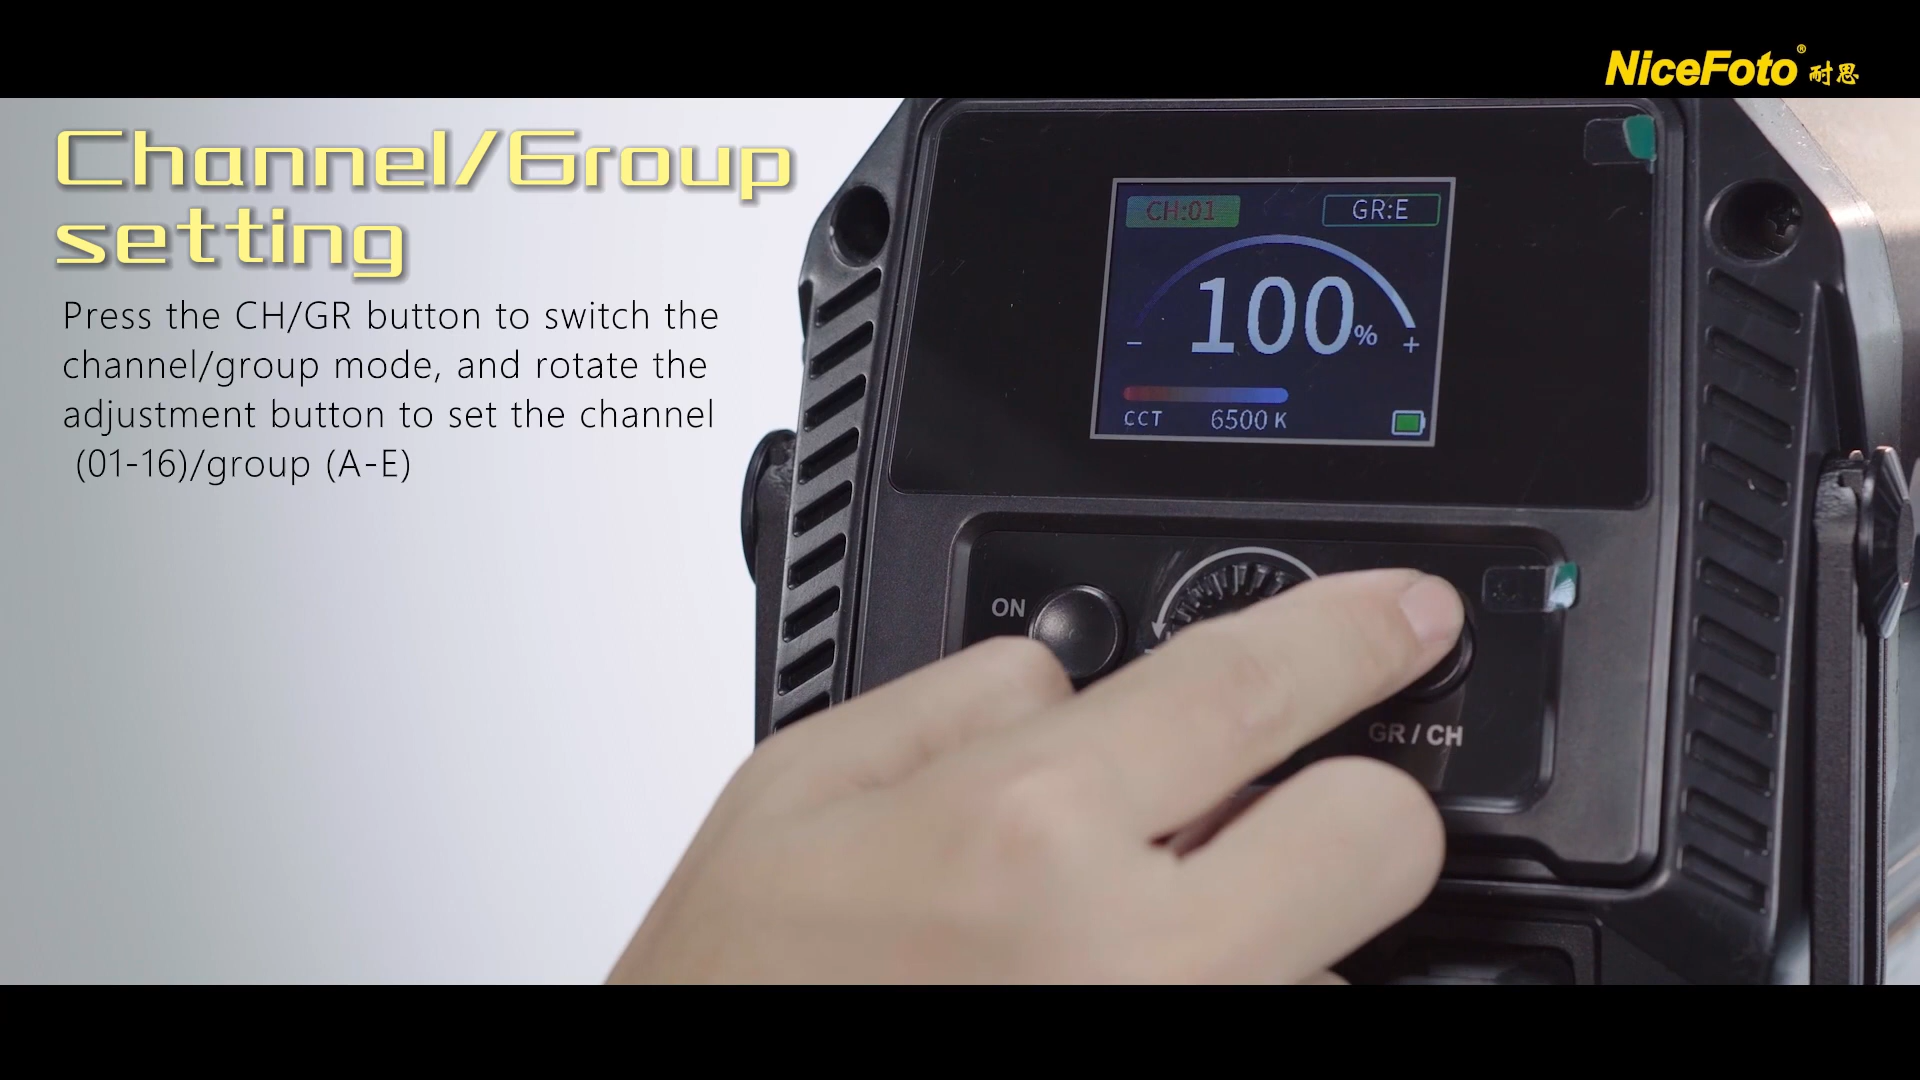 NiceFoto® 耐思
Channel/Group
setting
Press the CH/GR button to switch the
channel/group mode, and rotate the
adjustment button to set the channel
(01-16)/group (A-E)
CH:01
GR:E
100%
− +
CCT 6500 K
ON
GR / CH